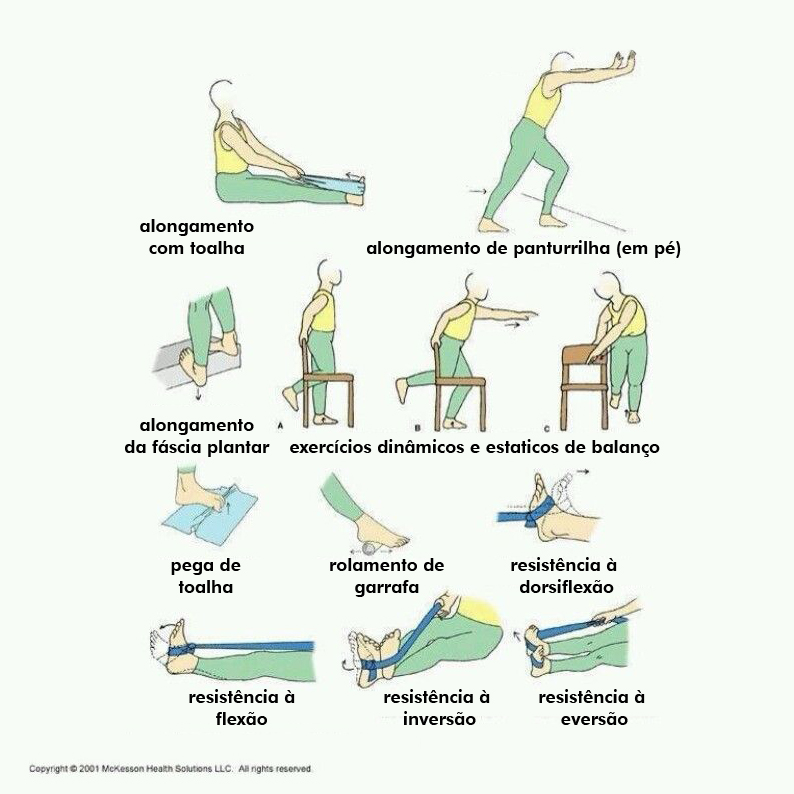 alongamento
com toalha
alongamento de panturrilha (em pé)
alongamento
da fáscia plantar
A
B
C
exercícios dinâmicos e estaticos de balanço
pega de
toalha
rolamento de
garrafa
resistência à
dorsiflexão
resistência à
flexão
resistência à
inversão
resistência à
eversão
Copyright © 2001 McKesson Health Solutions LLC. All rights reserved